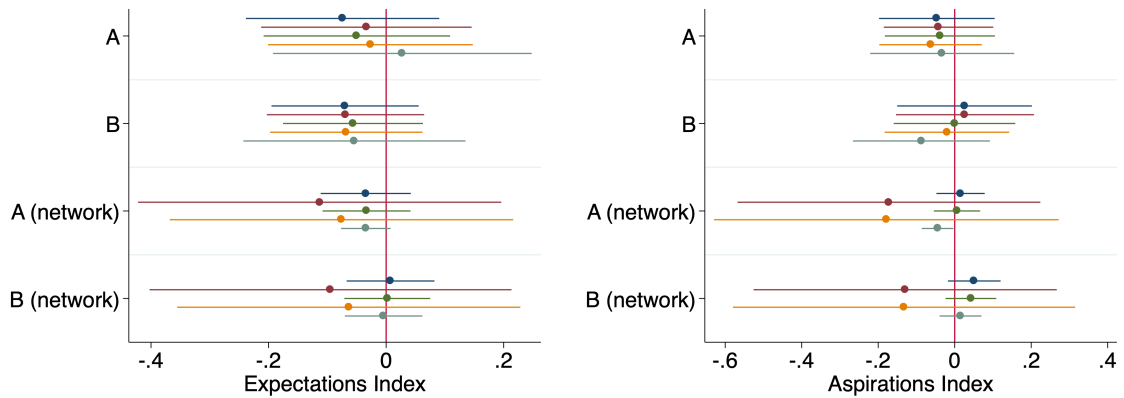 A
B
A (network)
B (network)
-.4 -.2 0 .2
Expectations Index
A
B
A (network)
B (network)
-.6 -.4 -.2 0 .2 .4
Aspirations Index